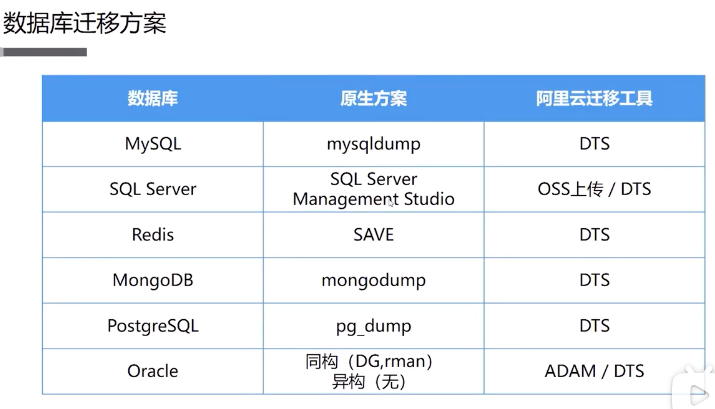 数据库迁移方案
数据库 原生方案 阿里云迁移工具
MySQL mysqldump DTS
SQL Server SQL Server
Management Studio OSS上传 / DTS
Redis SAVE DTS
MongoDB mongodump DTS
PostgreSQL pg_dump DTS
Oracle 同构（DG,rman）
异构（无） ADAM / DTS